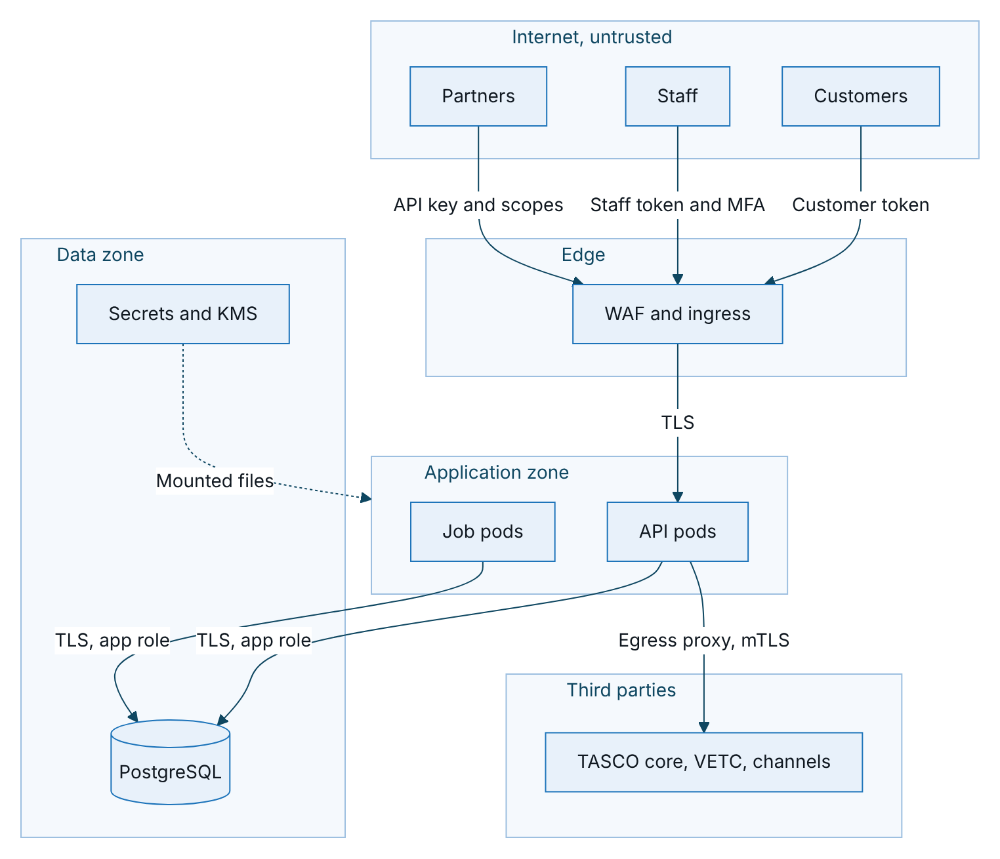 Internet, untrusted
Partners
Staff
Customers
API key and scopes
Staff token and MFA
Customer token
Data zone
Edge
Secrets and KMS
WAF and ingress
TLS
Mounted files
Application zone
Job pods
API pods
TLS, app role
TLS, app role
Egress proxy, mTLS
Third parties
TASCO core, VETC, channels
PostgreSQL